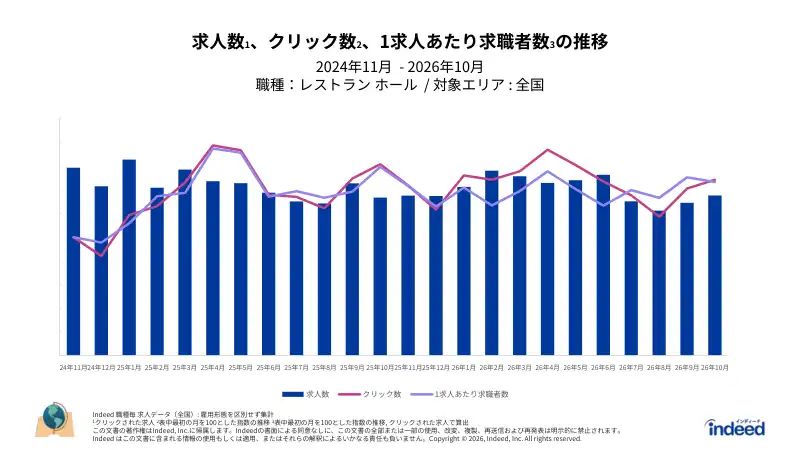 求人数1、クリック数2、1求人あたり求職者数3の推移
2024年11月 - 2026年10月
職種：レストラン ホール / 対象エリア : 全国
24年11月 24年12月 25年1月 25年2月 25年3月 25年4月 25年5月 25年6月 25年7月 25年8月 25年9月 25年10月 25年11月 25年12月 26年1月 26年2月 26年3月 26年4月 26年5月 26年6月 26年7月 26年8月 26年9月 26年10月
求人数 クリック数 1求人あたり求職者数
Indeed 職種毎 求人データ（全国）: 雇用形態を区別せず集計
¹クリックされた求人 ²表中最初の月を100とした指数の推移 ³表中最初の月を100とした指数の推移, クリックされた求人で算出
この文書の著作権はIndeed, Inc.に帰属します。Indeedの書面による同意なしに、この文書の全部または一部の使用、改変、複製、再送信および再発表は明示的に禁止されます。
Indeed はこの文書に含まれる情報の使用もしくは適用、またはそれらの解釈によるいかなる責任も負いません。Copyright © 2026, Indeed, Inc. All rights reserved.
インディード
indeed